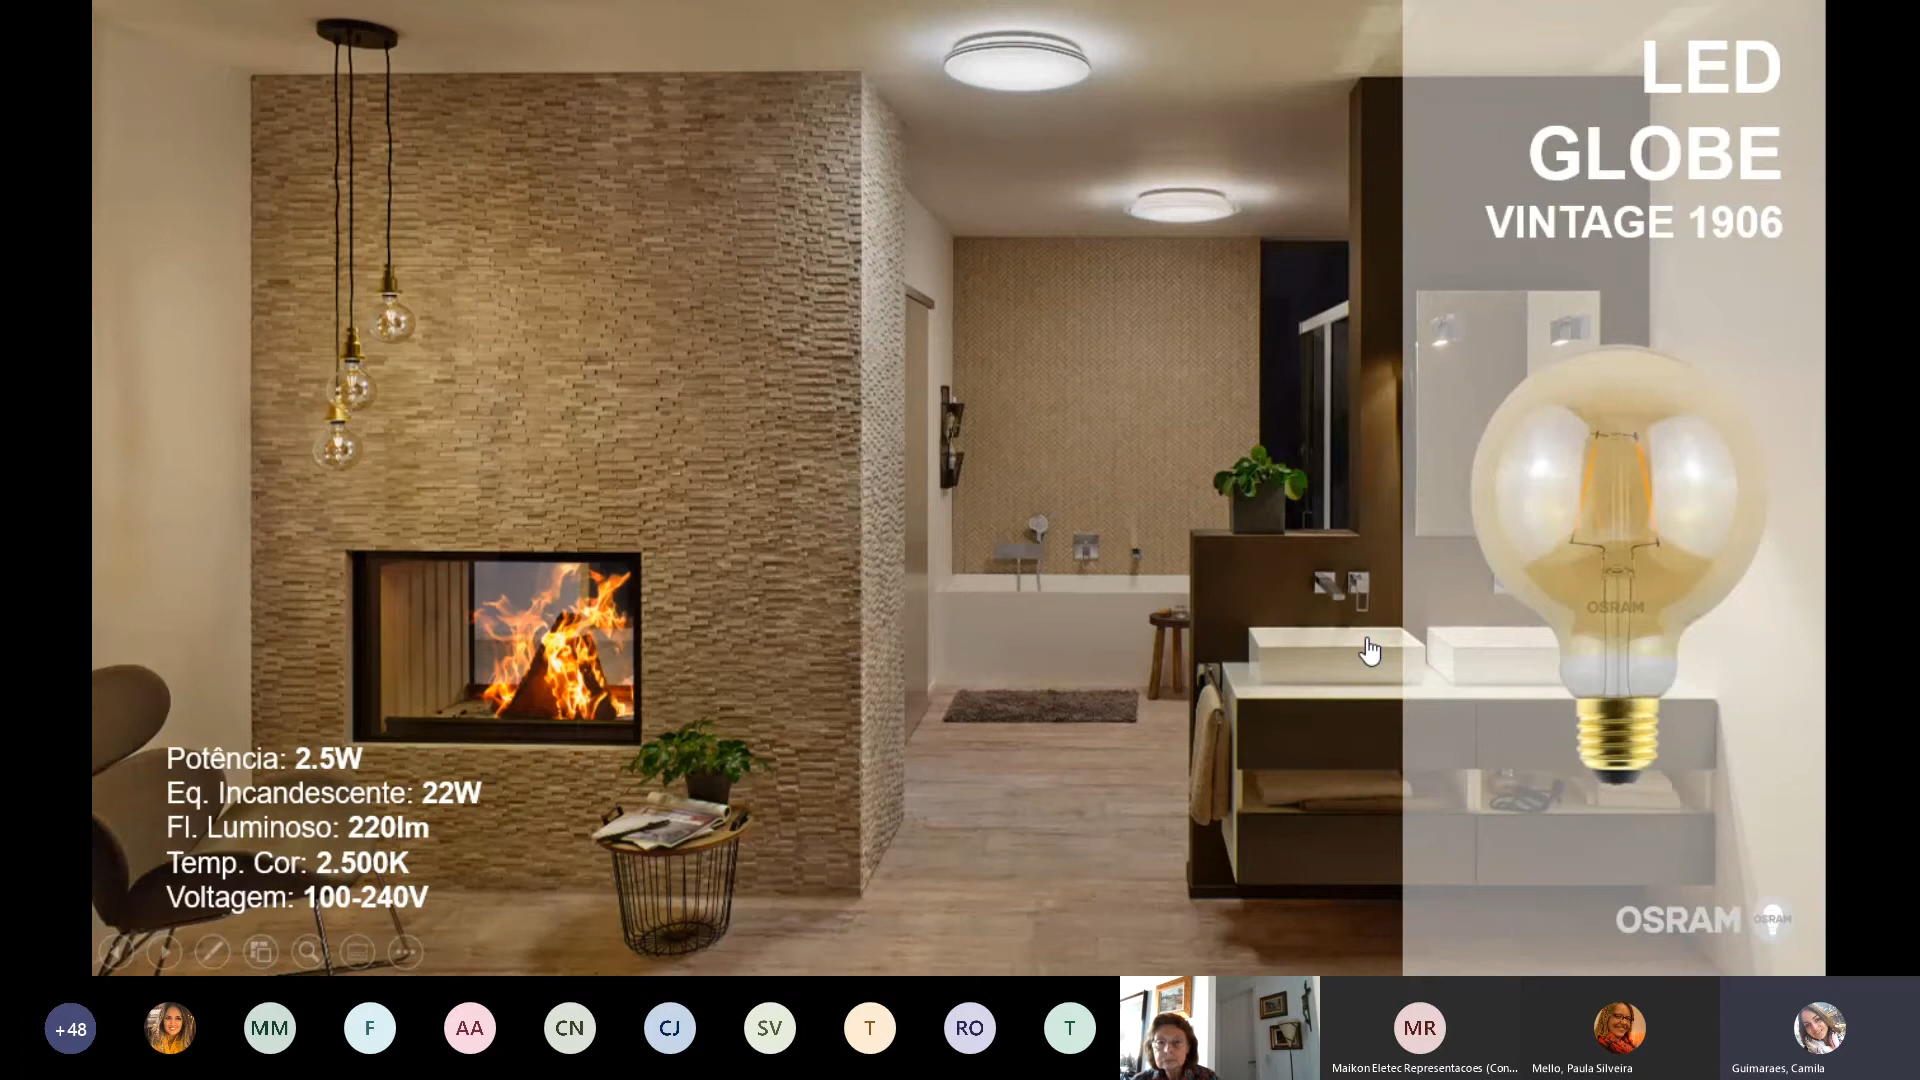 LED
GLOBE
VINTAGE 1906
OSRAM
Potência: 2.5W
Eq. Incandescente: 22W
Fl. Luminoso: 220lm
Temp. Cor: 2.500K
Voltagem: 100-240V
OSRAM OSRAM
+48
MM
F
AA
CN
CJ
SV
T
RO
T
MR
Maikon Eletec Representacoes (Con...
Mello, Paula Silveira
Guimaraes, Camila